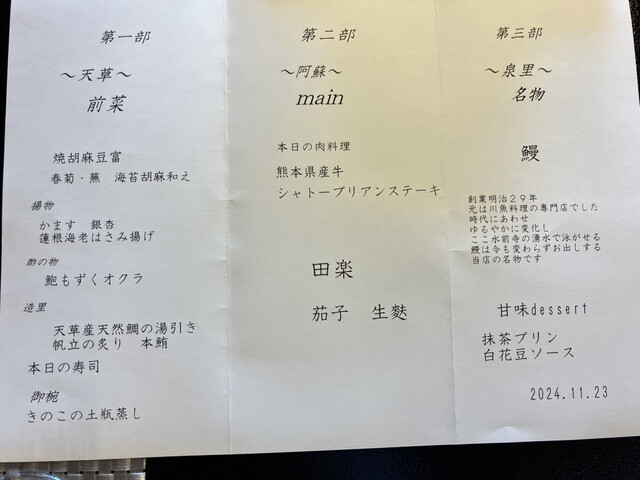 第一部
～天草～
前菜
焼胡麻豆富
春菊・蕪　海苔胡麻和え
揚物
かます　銀杏
蓮根海老はさみ揚げ
酢の物
鮑もずくオクラ
造里
天草産天然鯛の湯引き
帆立の炙り　本鮪
本日の寿司
御椀
きのこの土瓶蒸し
第二部
～阿蘇～
main
本日の肉料理
熊本県産牛
シャトーブリアンステーキ
田楽
茄子　生麩
第三部
～泉里～
名物
鰻
創業明治２９年
元は川魚料理の専門店でした
時代にあわせ
ゆるやかに変化し
ここ水前寺の湧水で泳がせる
鰻は今も変わらずお出しする
当店の名物です
甘味dessert
抹茶プリン
白花豆ソース
2024.11.23